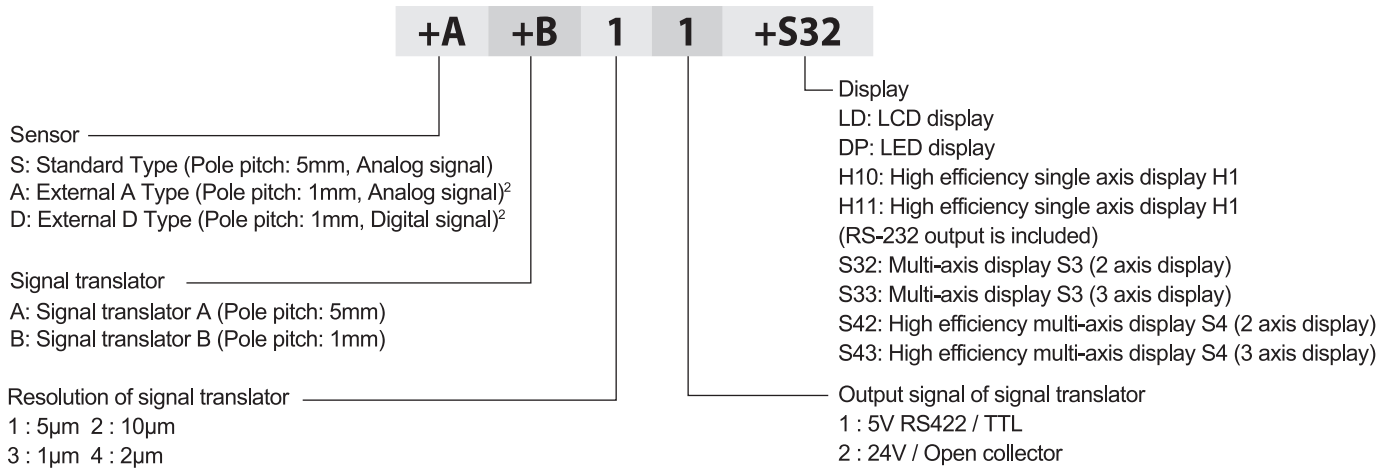 +A +B 1 1 +S32
Sensor
S: Standard Type (Pole pitch: 5mm, Analog signal)
A: External A Type (Pole pitch: 1mm, Analog signal)²
D: External D Type (Pole pitch: 1mm, Digital signal)²
Signal translator
A: Signal translator A (Pole pitch: 5mm)
B: Signal translator B (Pole pitch: 1mm)
Resolution of signal translator
1 : 5μm 2 : 10μm
3 : 1μm 4 : 2μm
Display
LD: LCD display
DP: LED display
H10: High efficiency single axis display H1
H11: High efficiency single axis display H1
(RS-232 output is included)
S32: Multi-axis display S3 (2 axis display)
S33: Multi-axis display S3 (3 axis display)
S42: High efficiency multi-axis display S4 (2 axis display)
S43: High efficiency multi-axis display S4 (3 axis display)
Output signal of signal translator
1 : 5V RS422 / TTL
2 : 24V / Open collector